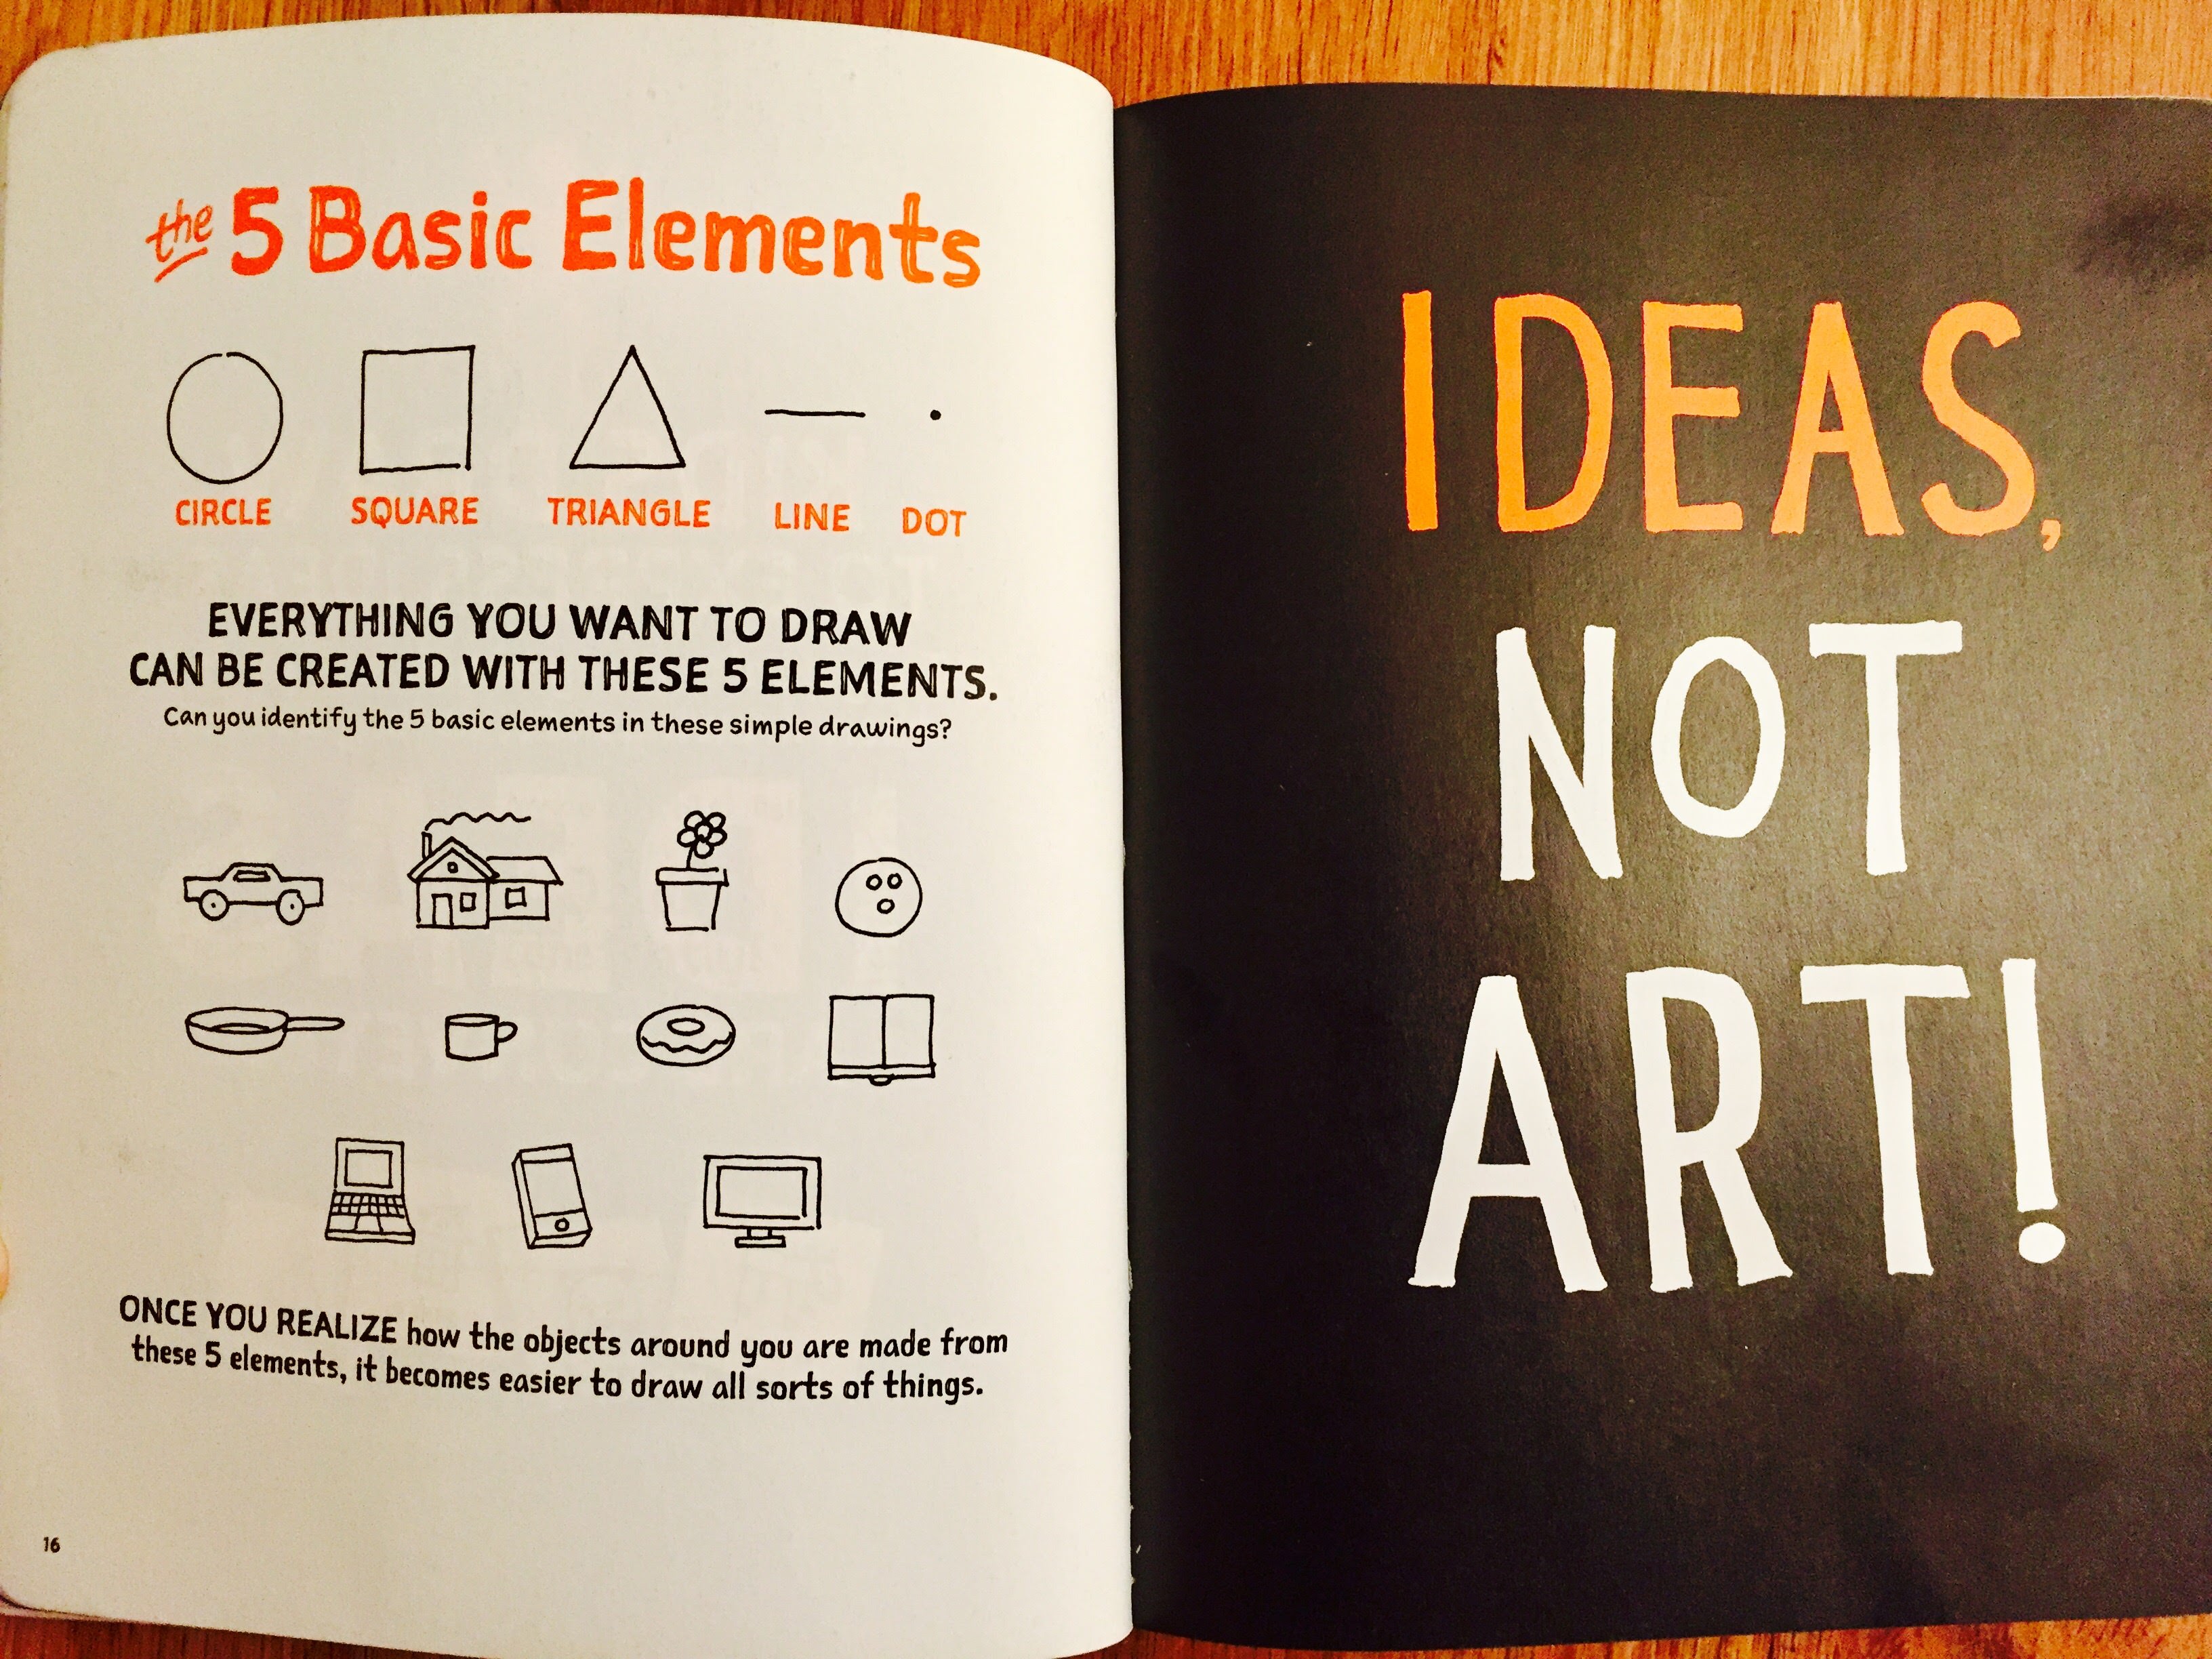 the 5 Basic Elements
CIRCLE SQUARE TRIANGLE LINE DOT
EVERYTHING YOU WANT TO DRAW
CAN BE CREATED WITH THESE 5 ELEMENTS.
Can you identify the 5 basic elements in these simple drawings?
ONCE YOU REALIZE how the objects around you are made from
these 5 elements, it becomes easier to draw all sorts of things.
16
IDEAS,
NOT
ART!